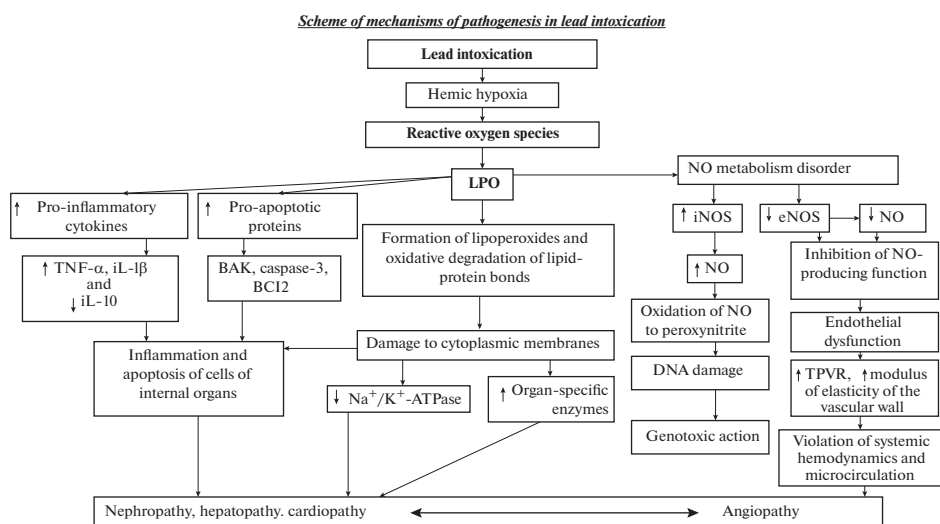 Scheme of mechanisms of pathogenesis in lead intoxication
Lead intoxication
Hemic hypoxia
Reactive oxygen species
LPO
NO metabolism disorder
↑ Pro-inflammatory
cytokines
↑ Pro-apoptotic
proteins
↑ iNOS
↓ eNOS
↓ NO
Formation of lipoperoxides and
oxidative degradation of lipid-
protein bonds
↑ TNF-α, iL-1β
and
↓ iL-10
BAK, caspase-3,
BCI2
↑ NO
Inhibition of NO-
producing function
Oxidation of NO
to peroxynitrite
Endothelial
dysfunction
Inflammation and
apoptosis of cells of
internal organs
Damage to cytoplasmic membranes
DNA damage
↑ TPVR, ↑ modulus
of elasticity of the
vascular wall
↓ Na⁺/K⁺-ATPase
↑ Organ-specific
enzymes
Genotoxic action
Violation of systemic
hemodynamics and
microcirculation
Nephropathy, hepatopathy. cardiopathy
Angiopathy